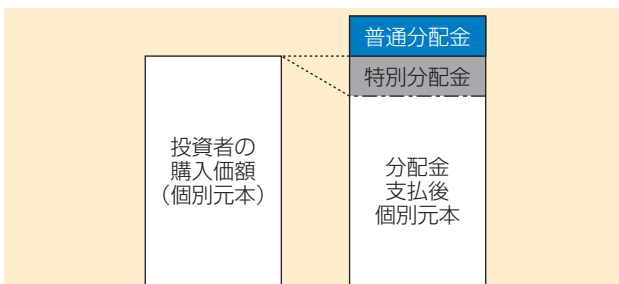 普通分配金
特別分配金
投資者の
購入価額
（個別元本）
分配金
支払後
個別元本